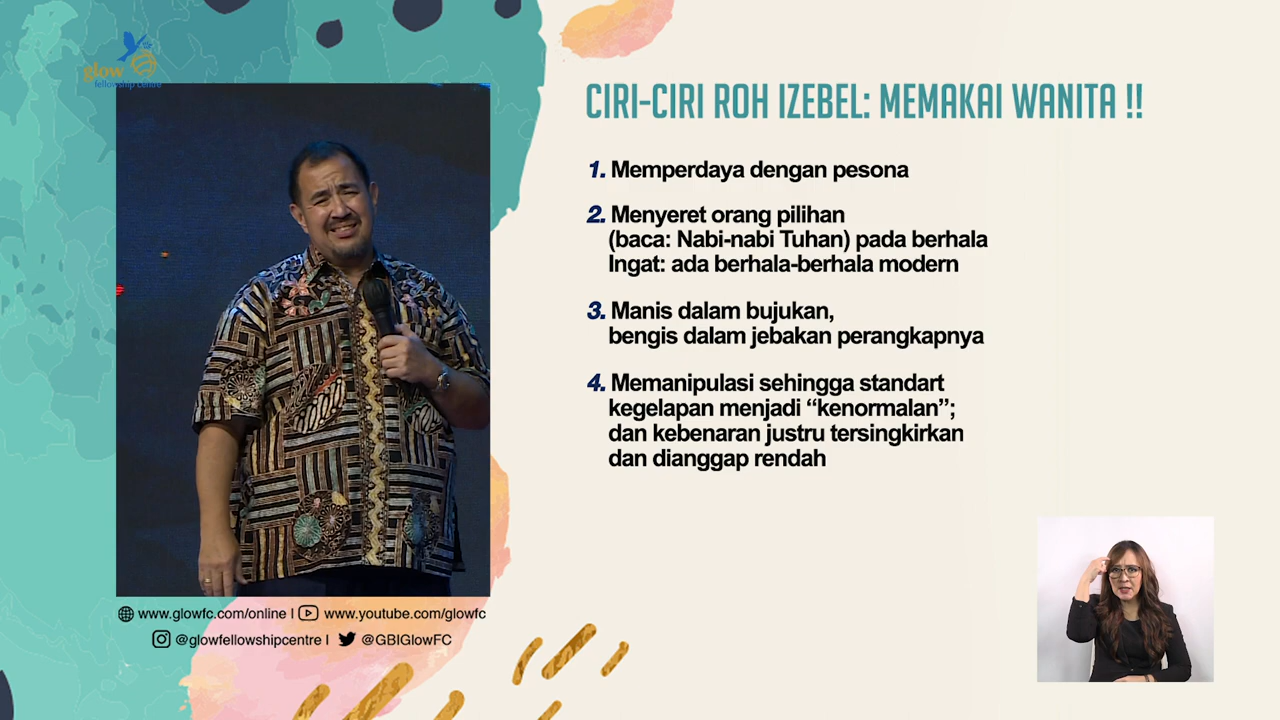 glow
fellowship centre
CIRI-CIRI ROH IZEBEL: MEMAKAI WANITA !!
1. Memperdaya dengan pesona
2. Menyeret orang pilihan
(baca: Nabi-nabi Tuhan) pada berhala
Ingat: ada berhala-berhala modern
3. Manis dalam bujukan,
bengis dalam jebakan perangkapnya
4. Memanipulasi sehingga standart
kegelapan menjadi “kenormalan”;
dan kebenaran justru tersingkirkan
dan dianggap rendah
www.glowfc.com/online I www.youtube.com/glowfc
@glowfellowshipcentre I @GBIGlowFC